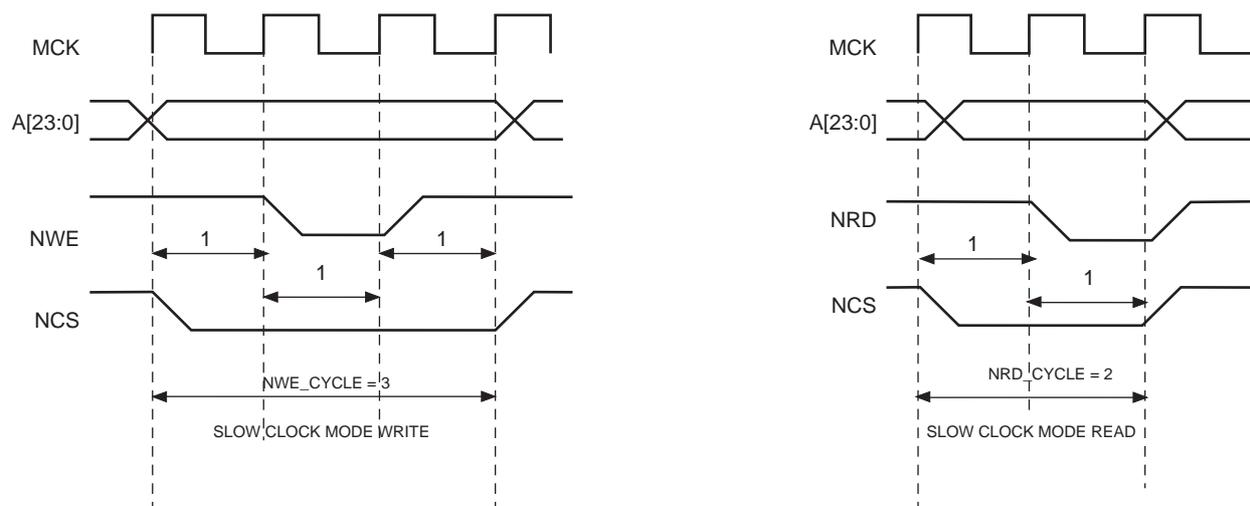 MCK
A[23:0]
NWE
1
1
1
NCS
NWE_CYCLE = 3
SLOW CLOCK MODE WRITE
MCK
A[23:0]
NRD
1
1
NCS
NRD_CYCLE = 2
SLOW CLOCK MODE READ